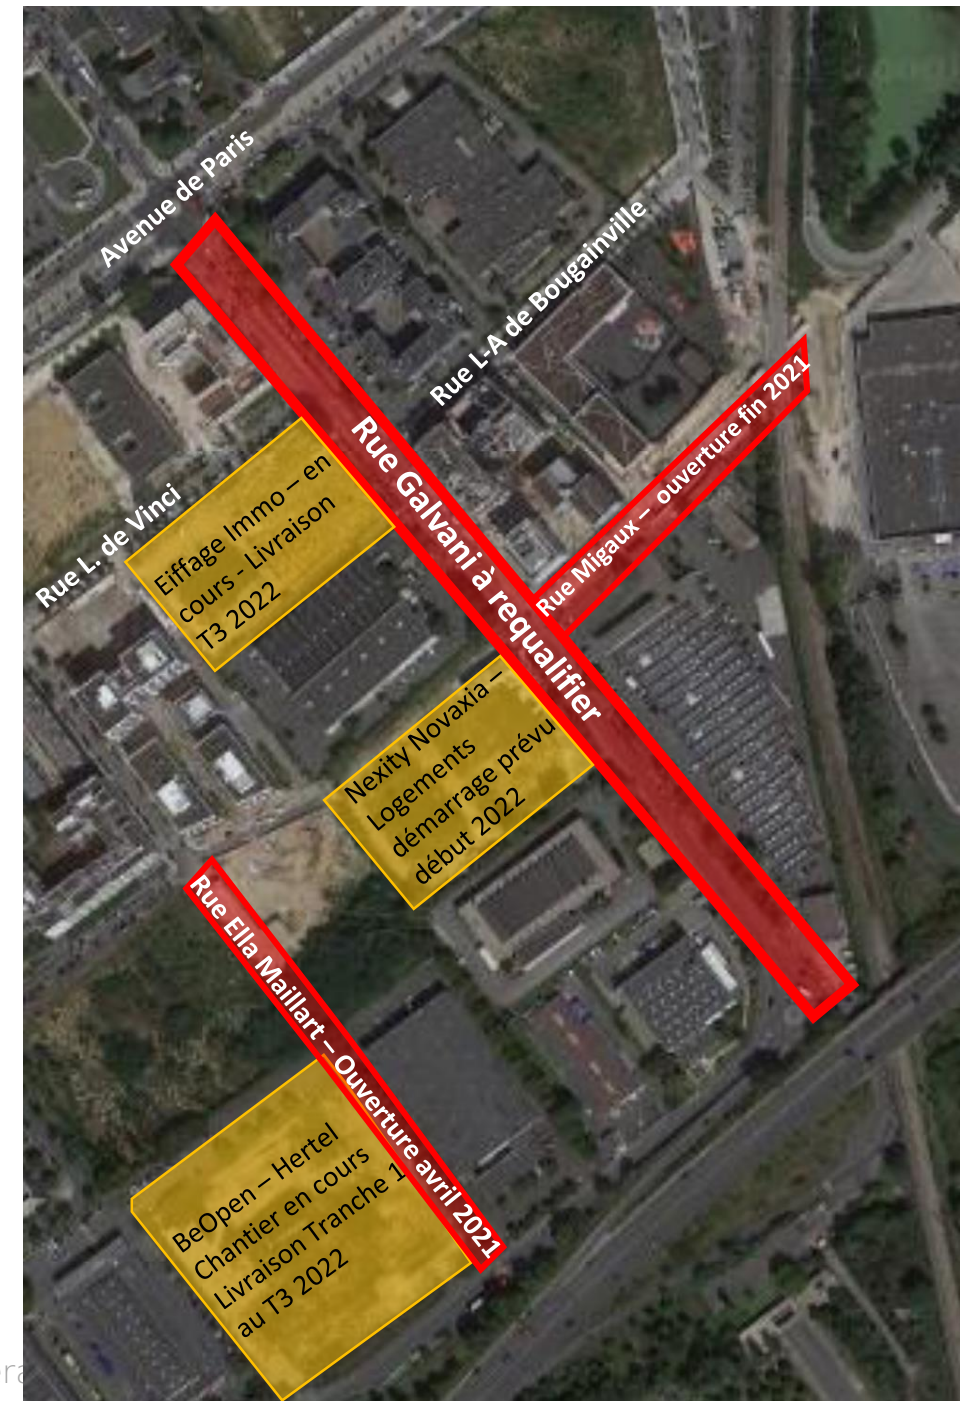 Avenue de Paris
Rue L-A de Bougainville
Rue Migaux – ouverture fin 2021
Rue Galvani à requalifier
Eiffage Immo – en
cours - Livraison
T3 2022
Rue L. de Vinci
Nexity Novaxia –
Logements
démarrage prévu
début 2022
Rue Ella Maillart – Ouverture avril 2021
BeOpen – Hertel
Chantier en cours
Livraison Tranche 1
au T3 2022